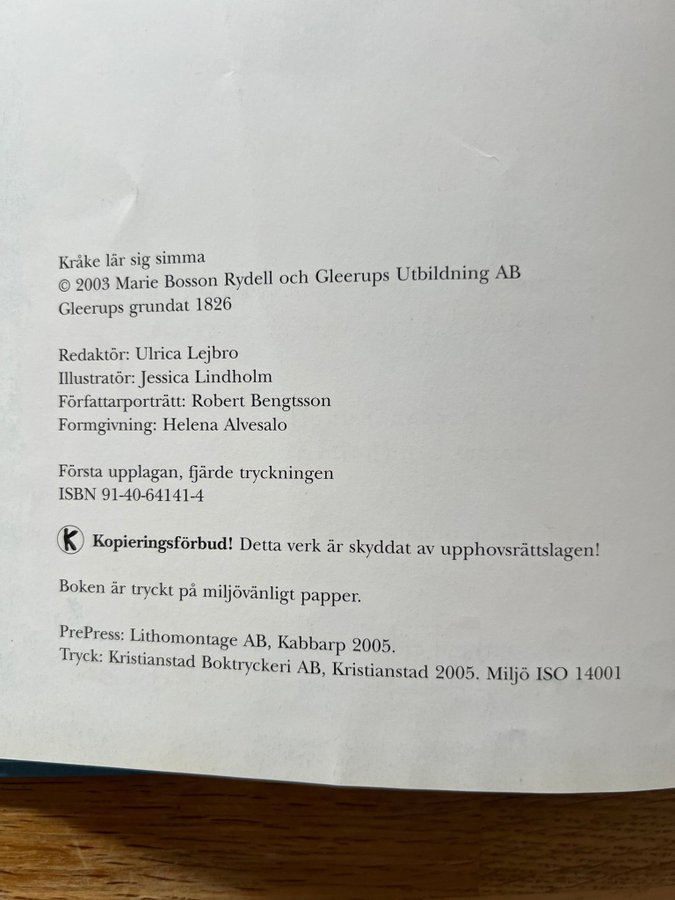 Kråke lär sig simma
© 2003 Marie Bosson Rydell och Gleerups Utbildning AB
Gleerups grundat 1826
Redaktör: Ulrica Lejbro
Illustratör: Jessica Lindholm
Författarporträtt: Robert Bengtsson
Formgivning: Helena Alvesalo
Första upplagan, fjärde tryckningen
ISBN 91-40-64141-4
K Kopieringsförbud! Detta verk är skyddat av upphovsrättslagen!
Boken är tryckt på miljövänligt papper.
PrePress: Lithomontage AB, Kabbarp 2005.
Tryck: Kristianstad Boktryckeri AB, Kristianstad 2005. Miljö ISO 14001